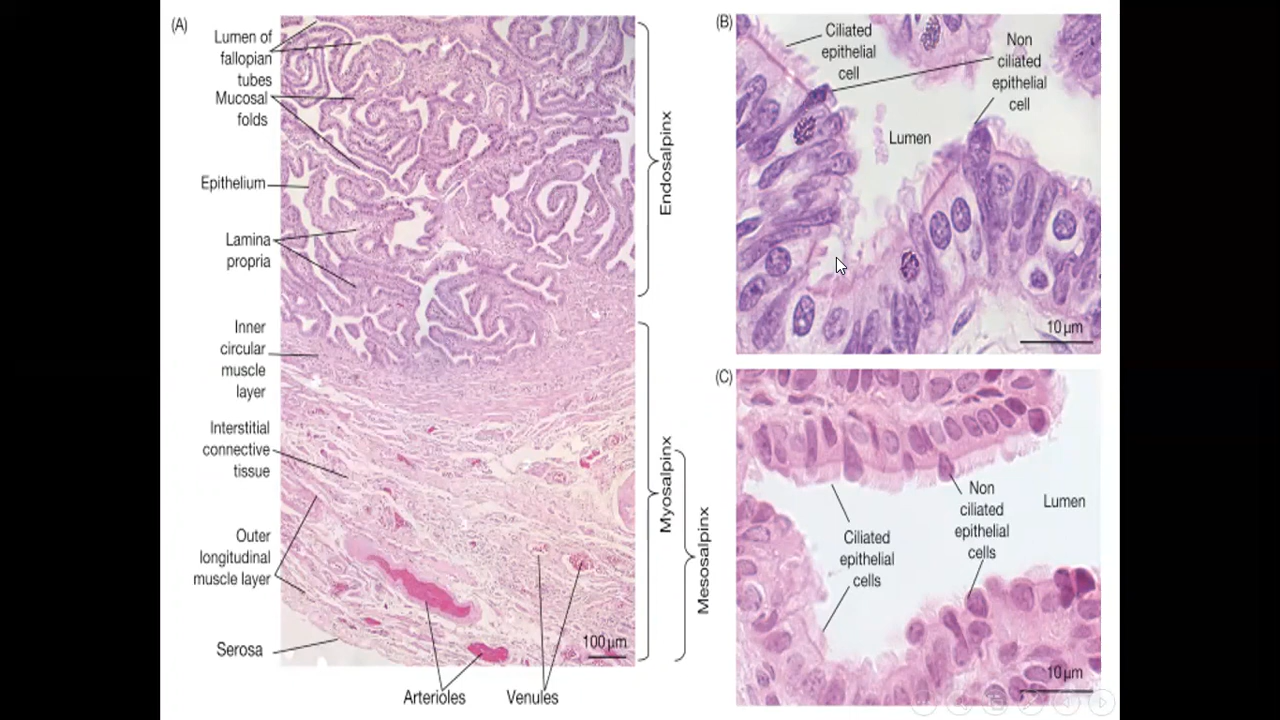 (A)
Lumen of
fallopian
tubes
Mucosal
folds
Epithelium
Lamina
propria
Inner
circular
muscle
layer
Interstitial
connective
tissue
Outer
longitudinal
muscle layer
Serosa
Arterioles
Venules
100 µm
Endosalpinx
Myosalpinx
Mesosalpinx
(B)
Ciliated
epithelial
cell
Non
ciliated
epithelial
cell
Lumen
10 µm
(C)
Ciliated
epithelial
cells
Non
ciliated
epithelial
cells
Lumen
10 µm